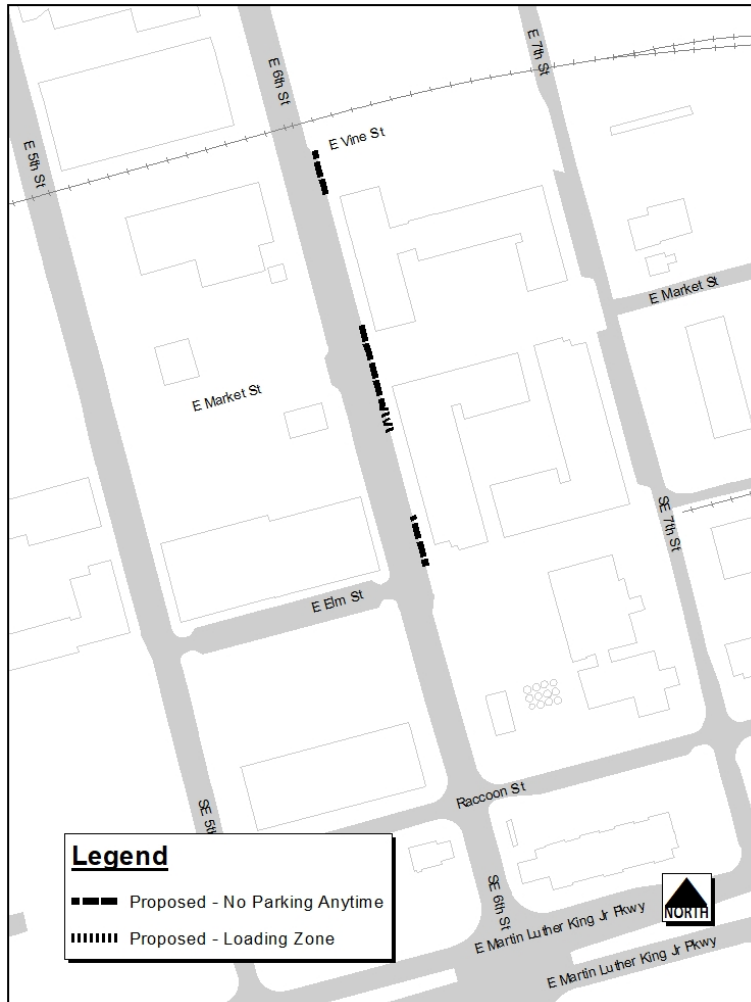 E 6th St
E 7th St
E 5th St
E Vine St
E Market St
E Market St
SE 7th St
E Elm St
Raccoon St
SE 5th
SE 6th St
E Martin Luther King Jr Pkwy
E Martin Luther King Jr Pkwy
NORTH
Legend
Proposed - No Parking Anytime
Proposed - Loading Zone